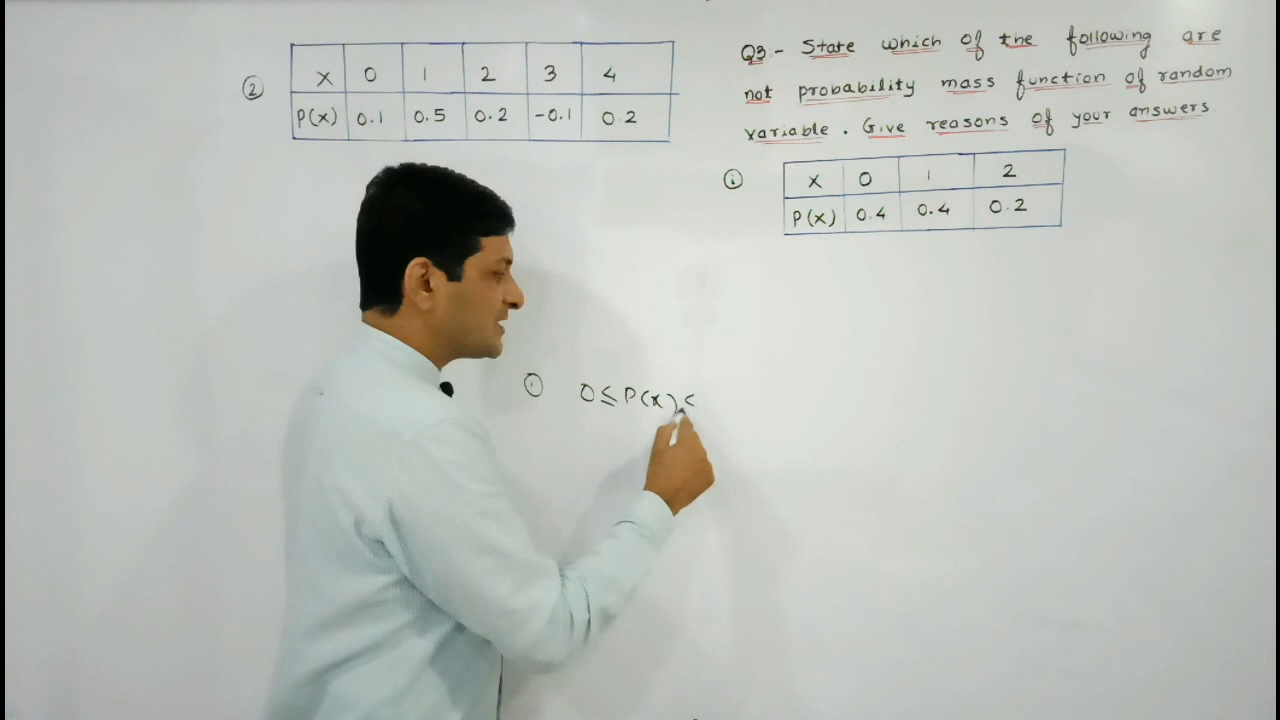 ② X 0 1 2 3 4
P(x) 0.1 0.5 0.2 -0.1 0.2
Q3:- State which of the following are
not probability mass function of random
variable. Give reasons of your answers.
① X 0 1 2
P(x) 0.4 0.4 0.2
① 0≤P(x)<